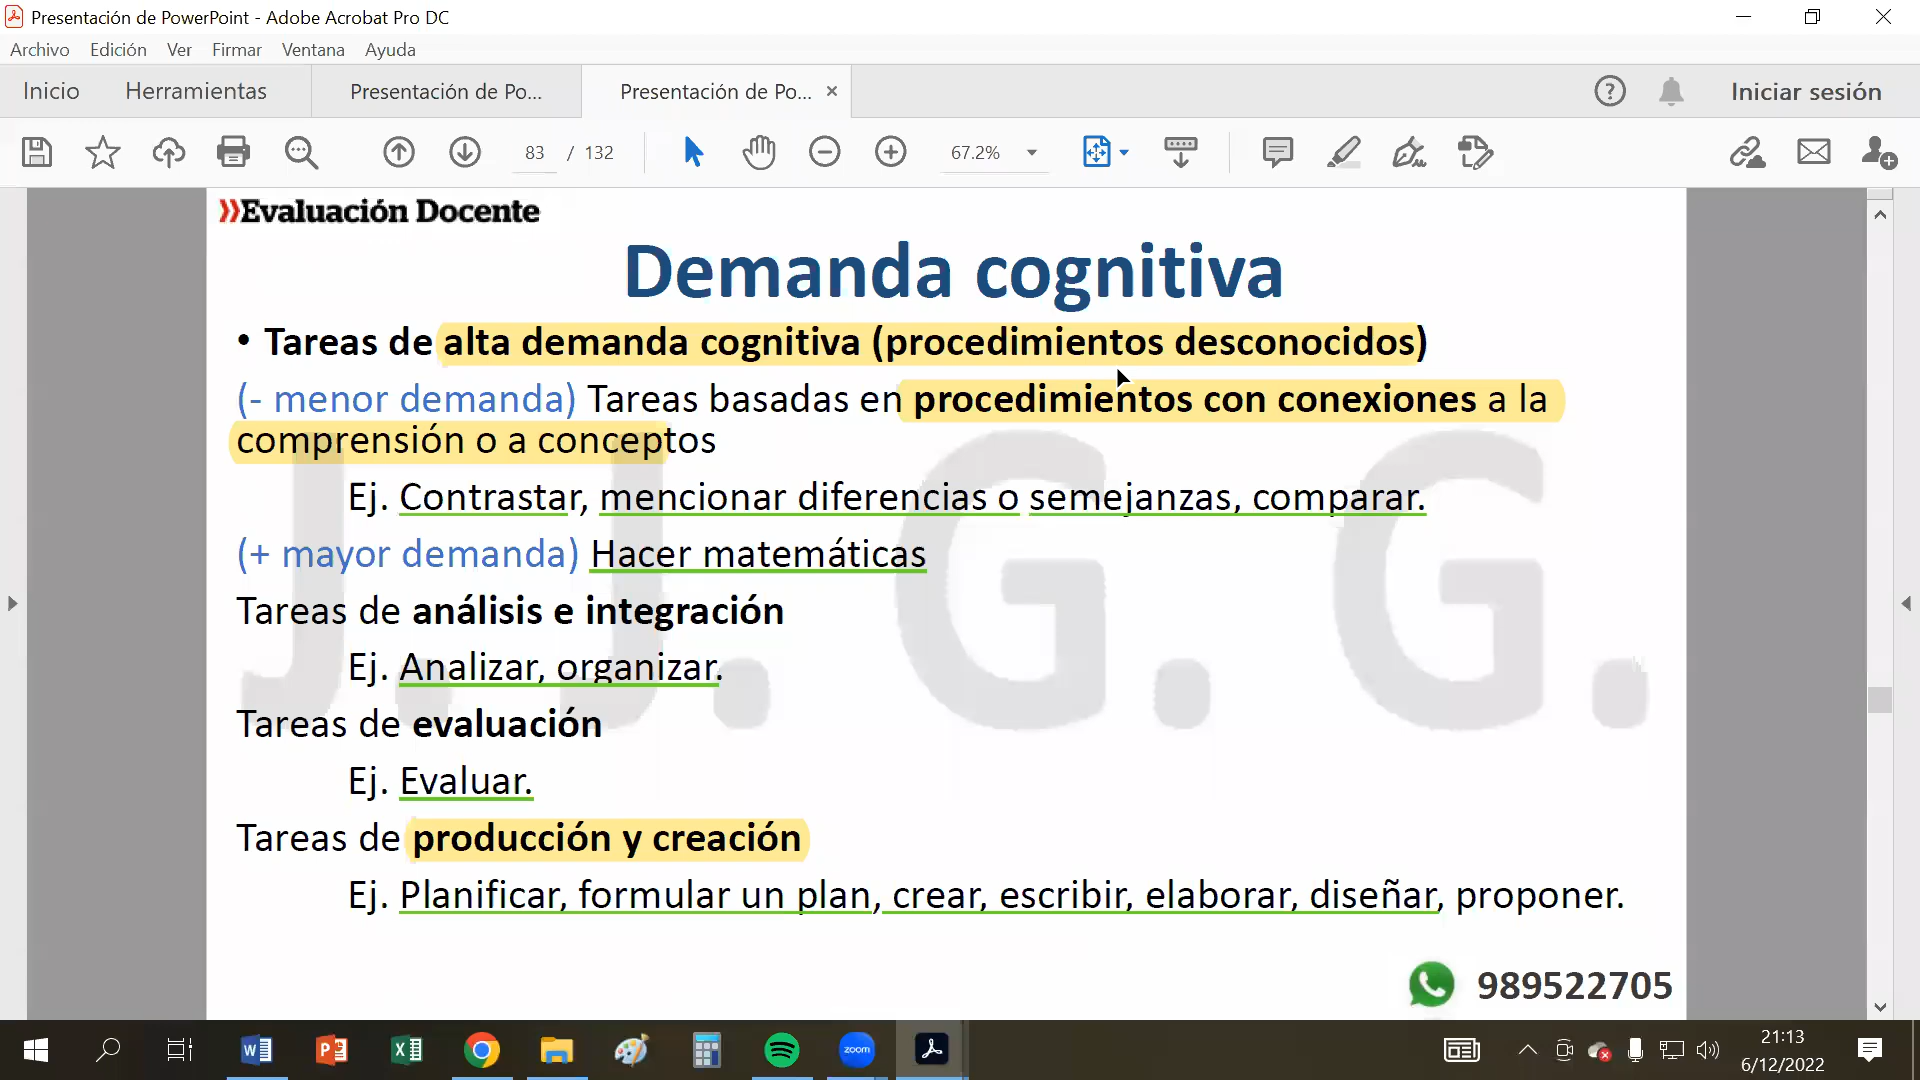 Presentación de PowerPoint - Adobe Acrobat Pro DC
Archivo Edición Ver Firmar Ventana Ayuda
Inicio Herramientas Presentación de Po... Presentación de Po... × Iniciar sesión
83 / 132 67.2%
»Evaluación Docente
Demanda cognitiva
• Tareas de alta demanda cognitiva (procedimientos desconocidos)
(- menor demanda) Tareas basadas en procedimientos con conexiones a la
comprensión o a conceptos
Ej. Contrastar, mencionar diferencias o semejanzas, comparar.
(+ mayor demanda) Hacer matemáticas
Tareas de análisis e integración
Ej. Analizar, organizar.
Tareas de evaluación
Ej. Evaluar.
Tareas de producción y creación
Ej. Planificar, formular un plan, crear, escribir, elaborar, diseñar, proponer.
J. J. G. G.
989522705
zoom
21:13
6/12/2022